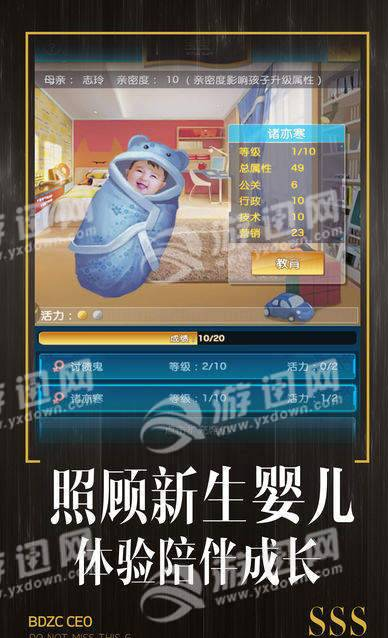 母亲：志玲 亲密度：10（亲密度影响孩子升级属性）
诸亦寒
等级 1/10
总属性 49
公关 6
行政 10
技术 10
营销 23
教育
活力：
成绩：10/20
讨债鬼 等级：2/10 活力：0/2
诸亦寒 等级：1/10 活力：1/2
游迅网
www.yxdown.com
照顾新生婴儿
体验陪伴成长
BDZC CEO
DO NOT MISS THIS G
SSS